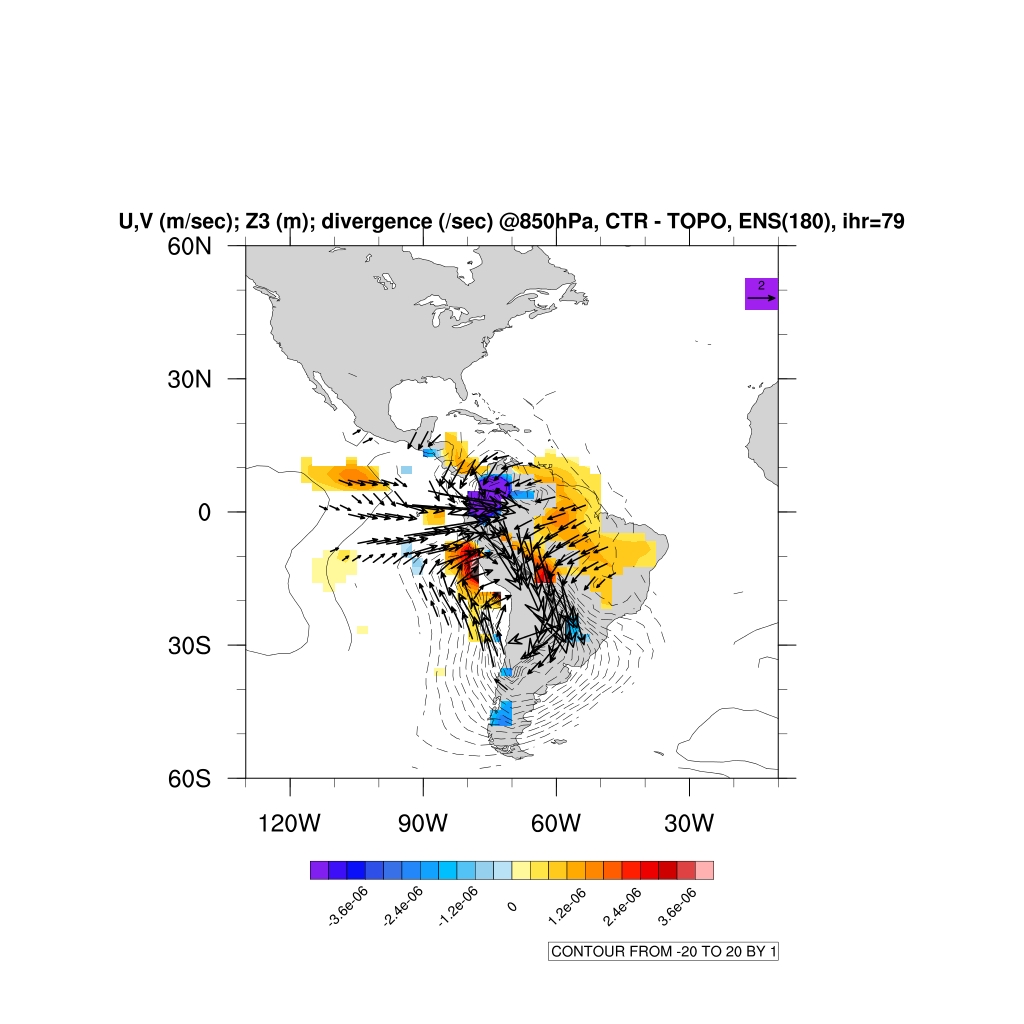 U,V (m/sec); Z3 (m); divergence (/sec) @850hPa, CTR - TOPO, ENS(180), ihr=79
60N
2
30N
0
30S
60S
120W 90W 60W 30W
-3.6e-06 -2.4e-06 -1.2e-06 0 1.2e-06 2.4e-06 3.6e-06
CONTOUR FROM -20 TO 20 BY 1